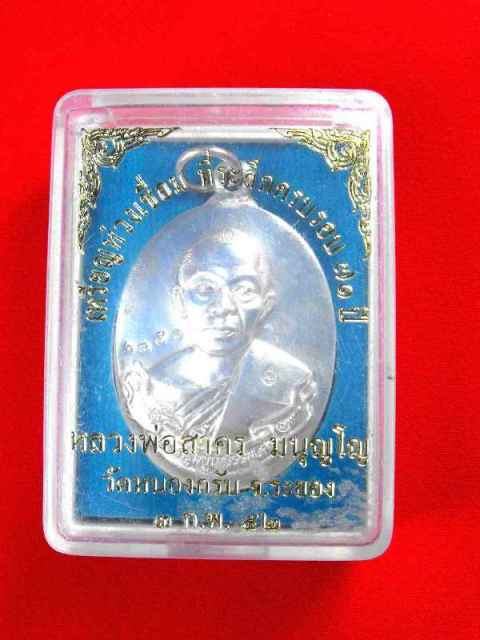 เหรียญห่วงเชื่อม ที่ระลึกครบรอบ ๗๑ ปี
หลวงพ่อสาคร มนุญโญ
วัดหนองกรับ จ.ระยอง
๓ ก.พ. ๕๒